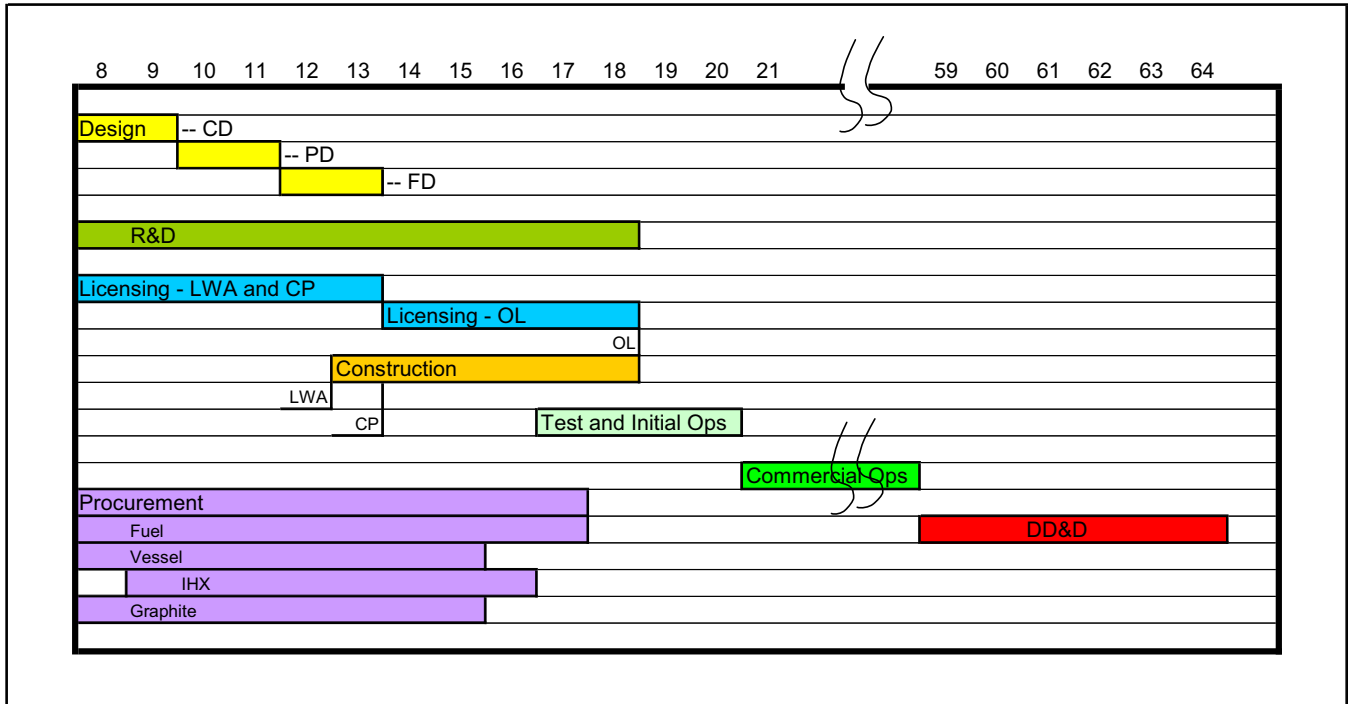 8 9 10 11 12 13 14 15 16 17 18 19 20 21 59 60 61 62 63 64
Design -- CD
-- PD
-- FD
R&D
Licensing - LWA and CP
Licensing - OL
OL
Construction
LWA
CP Test and Initial Ops
Commercial Ops
Procurement
Fuel DD&D
Vessel
IHX
Graphite